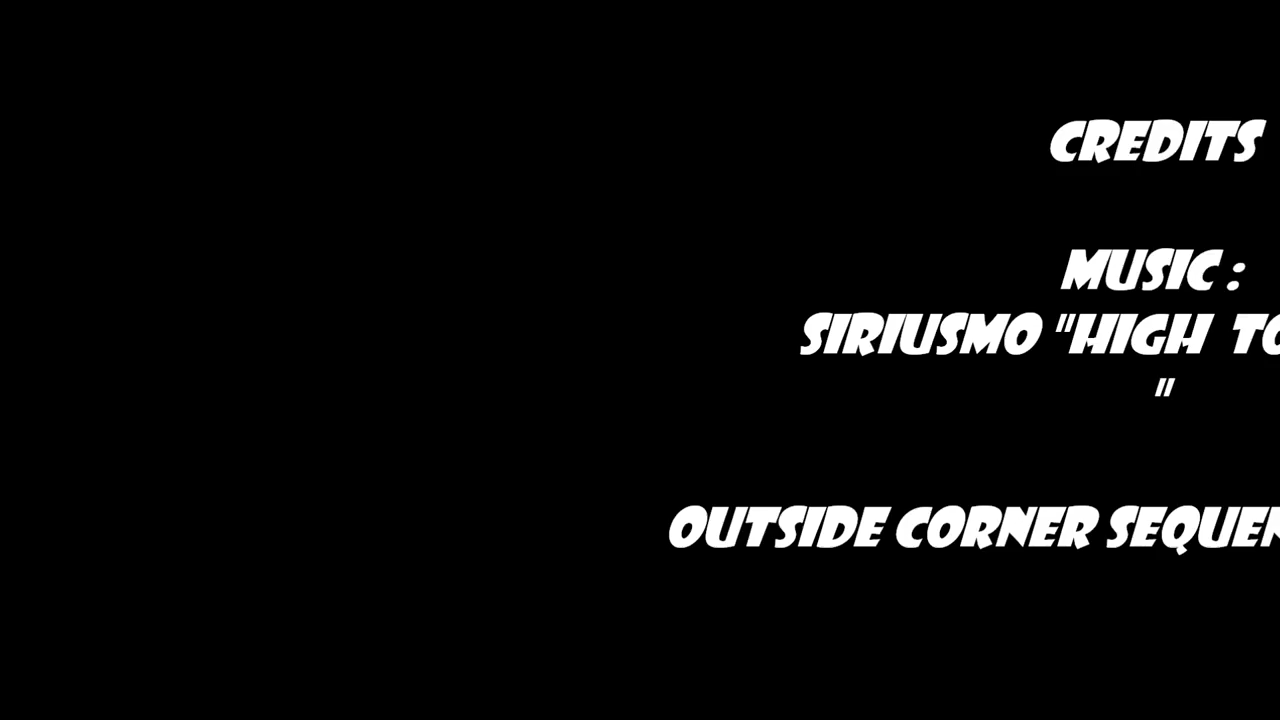 CREDITS
MUSIC :
SIRIUSMO "HIGH
"
OUTSIDE CORNER